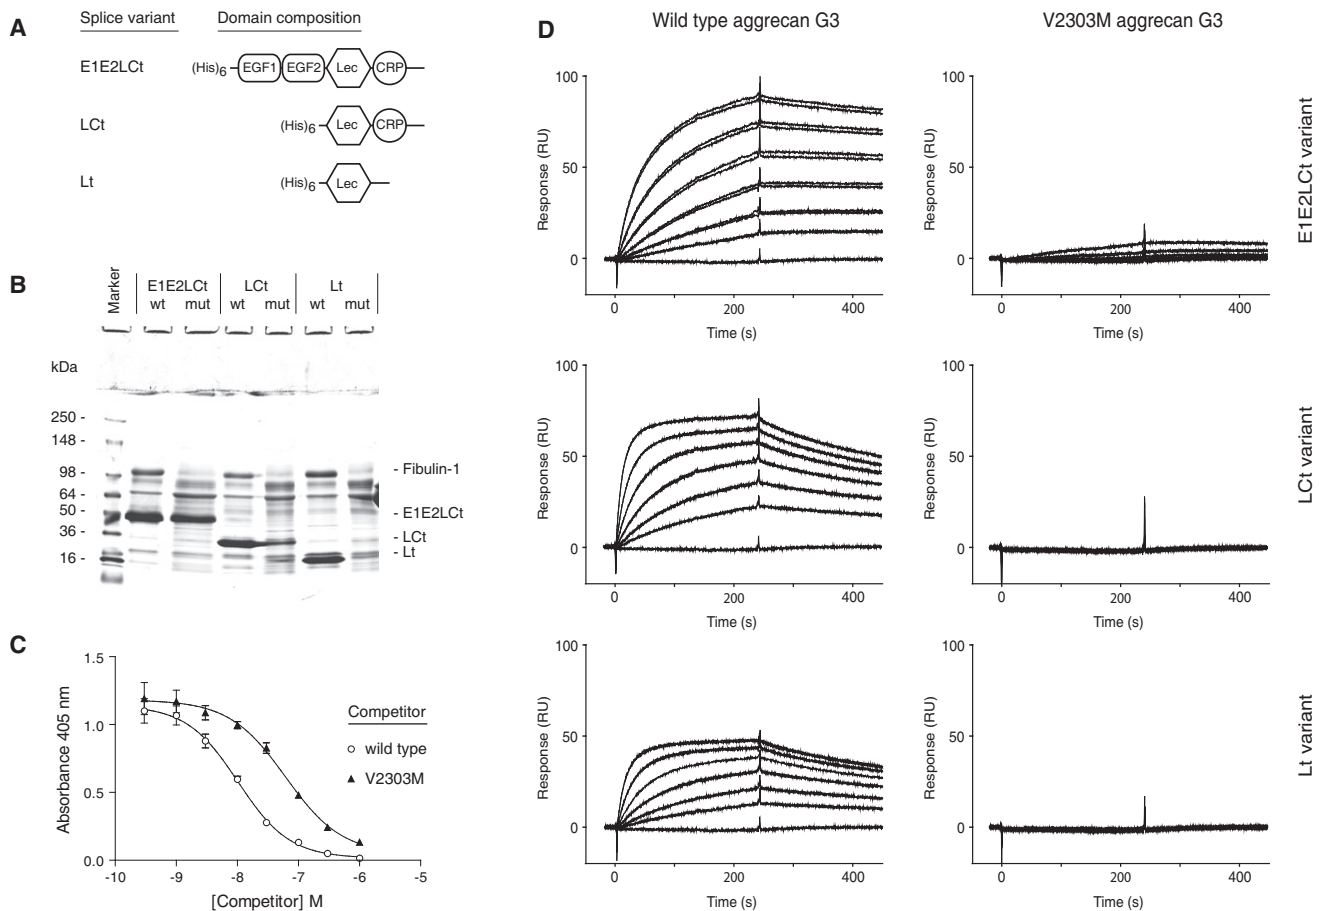 A
Splice variant Domain composition
E1E2LCt (His)6 EGF1 EGF2 Lec CRP
LCt (His)6 Lec CRP
Lt (His)6 Lec
B
Marker E1E2LCt LCt Lt
wt mut wt mut wt mut
kDa
250 -
148 -
98 - - Fibulin-1
64 -
50 - - E1E2LCt
36 - - LCt
- Lt
16 -
C
1.5
1.0
0.5
0.0
-10 -9 -8 -7 -6 -5
Absorbance 405 nm
[Competitor] M
Competitor
wild type
V2303M
D
Wild type aggrecan G3 V2303M aggrecan G3
100
50
0
0 200 400
Response (RU)
Time (s)
100
50
0
0 200 400
Response (RU)
Time (s)
E1E2LCt variant
100
50
0
0 200 400
Response (RU)
Time (s)
100
50
0
0 200 400
Response (RU)
Time (s)
LCt variant
100
50
0
0 200 400
Response (RU)
Time (s)
100
50
0
0 200 400
Response (RU)
Time (s)
Lt variant